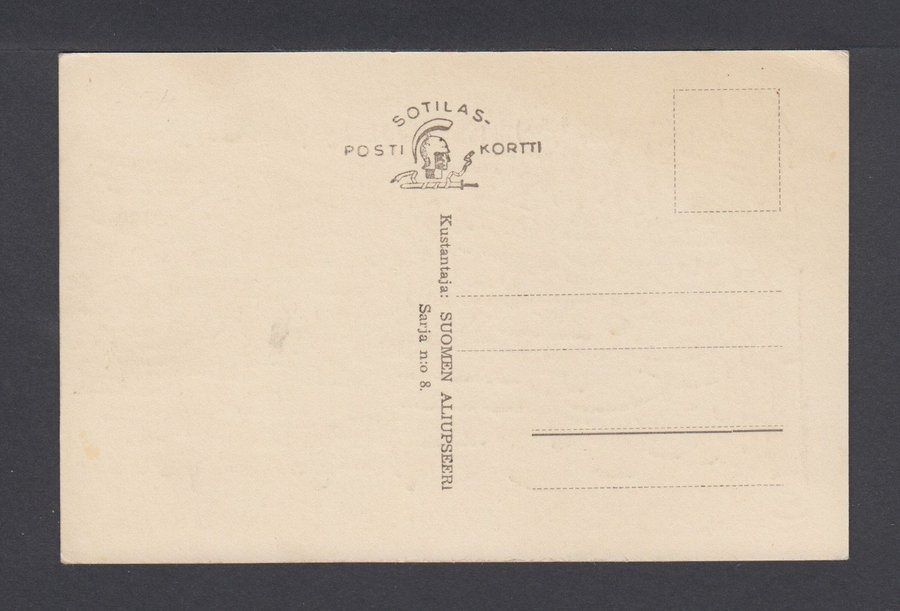 SOTILAS-
POSTI KORTTI
Kustantaja: SUOMEN ALIUPSEERI
Sarja n:o 8.